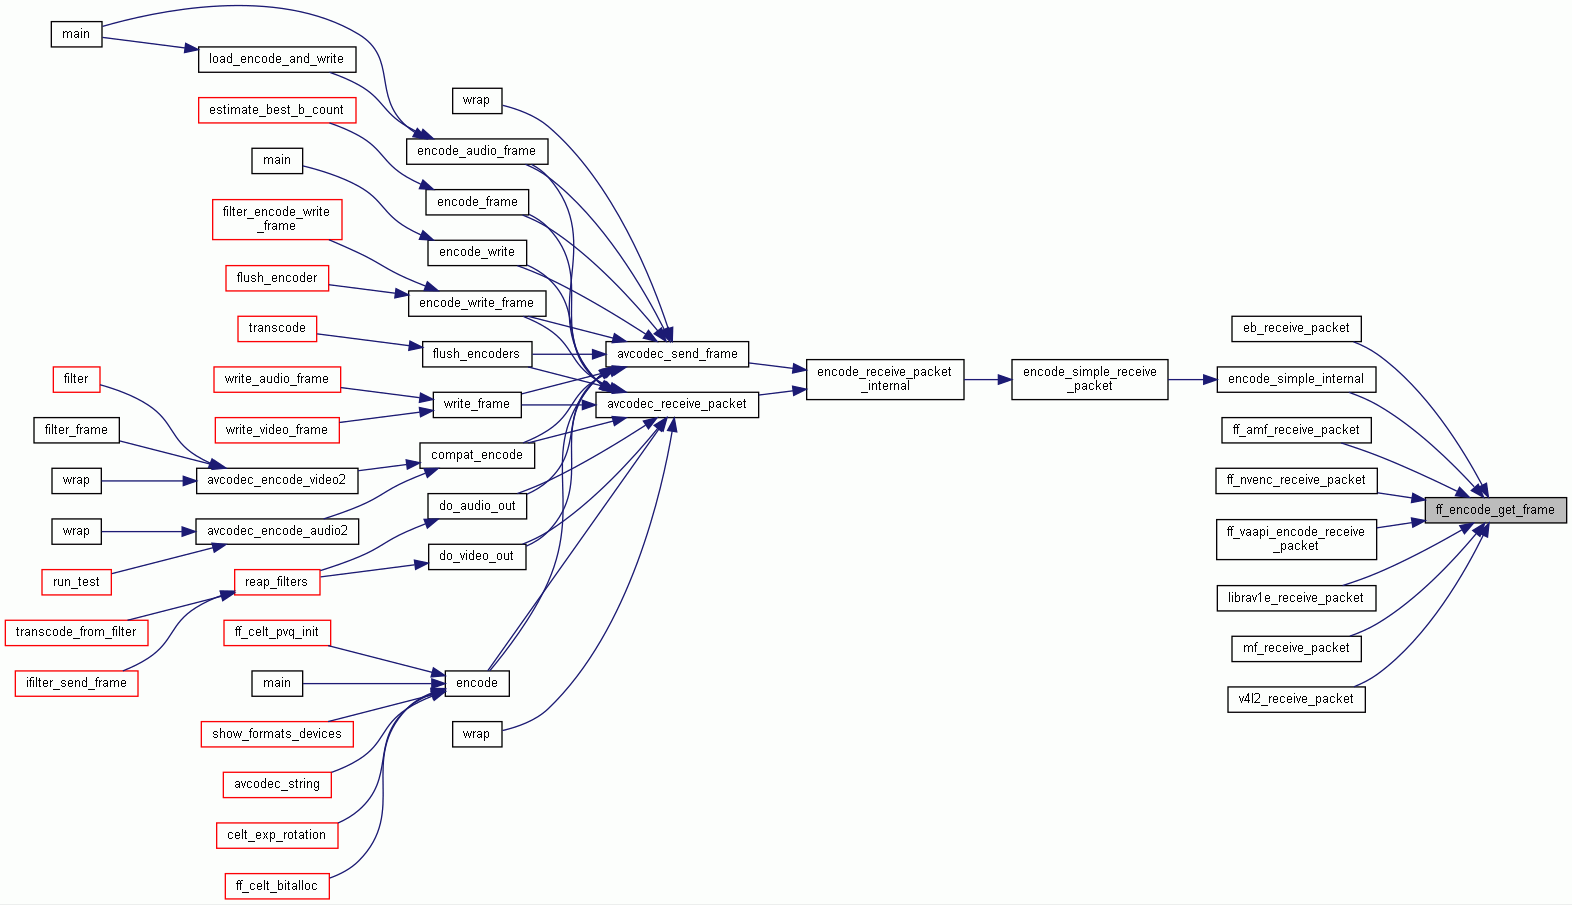 main
load_encode_and_write
estimate_best_b_count
main
filter_encode_write
_frame
flush_encoder
transcode
write_audio_frame
filter
write_video_frame
filter_frame
wrap
avcodec_encode_video2
wrap
avcodec_encode_audio2
run_test
reap_filters
transcode_from_filter
ifilter_send_frame
ff_celt_pvq_init
main
show_formats_devices
avcodec_string
celt_exp_rotation
ff_celt_bitalloc
wrap
encode_audio_frame
encode_frame
encode_write
encode_write_frame
flush_encoders
write_frame
compat_encode
do_audio_out
do_video_out
encode
wrap
avcodec_send_frame
avcodec_receive_packet
encode_receive_packet
_internal
encode_simple_receive
_packet
eb_receive_packet
encode_simple_internal
ff_amf_receive_packet
ff_nvenc_receive_packet
ff_vaapi_encode_receive
_packet
librav1e_receive_packet
mf_receive_packet
v4l2_receive_packet
ff_encode_get_frame